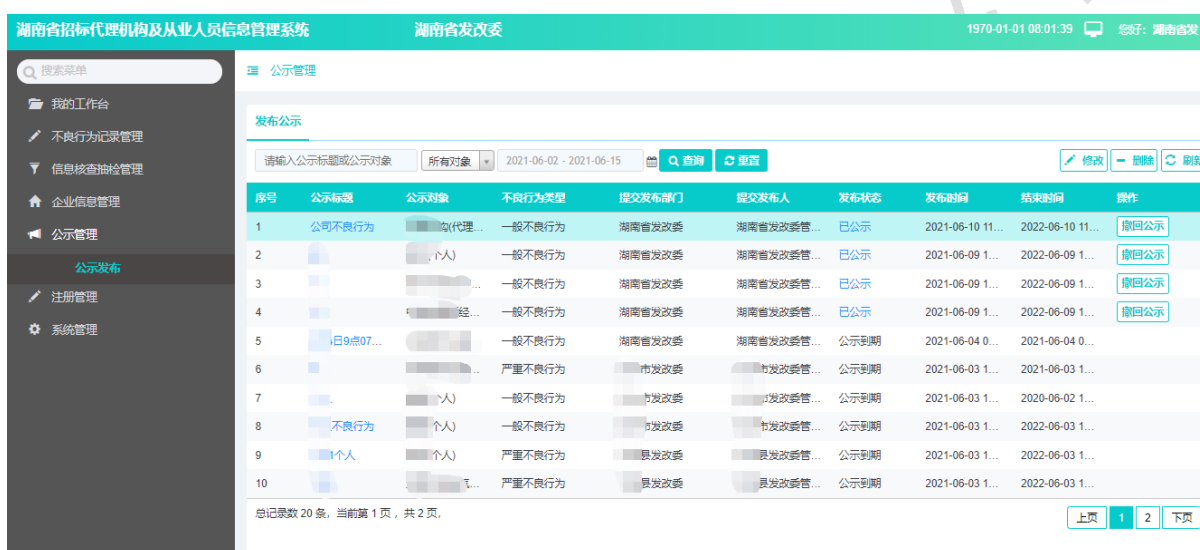 湖南省招标代理机构及从业人员信息管理系统 湖南省发改委 1970-01-01 08:01:39 您好：湖南省发
搜索菜单
我的工作台
不良行为记录管理
信息核查抽检管理
企业信息管理
公示管理
公示发布
注册管理
系统管理
公示管理
发布公示
请输入公示标题或公示对象 所有对象 2021-06-02 - 2021-06-15 查询 重置 修改 删除 刷新
序号 公示标题 公示对象 不良行为类型 提交发布部门 提交发布人 发布状态 发布时间 结束时间 操作
1 公司不良行为 (代理... 一般不良行为 湖南省发改委 湖南省发改委管... 已公示 2021-06-10 11... 2022-06-10 11... 撤回公示
2 个人) 一般不良行为 湖南省发改委 湖南省发改委管... 已公示 2021-06-09 1... 2022-06-09 1... 撤回公示
3 ... 一般不良行为 湖南省发改委 湖南省发改委管... 已公示 2021-06-09 1... 2022-06-09 1... 撤回公示
4 经... 一般不良行为 湖南省发改委 湖南省发改委管... 已公示 2021-06-09 1... 2022-06-09 1... 撤回公示
5 日9点07... 一般不良行为 湖南省发改委 湖南省发改委管... 公示到期 2021-06-04 0... 2021-06-04 0...
6 ... 严重不良行为 市发改委 市发改委管... 公示到期 2021-06-03 1... 2021-06-03 1...
7 个人) 一般不良行为 市发改委 市发改委管... 公示到期 2021-06-03 1... 2020-06-02 1...
8 不良行为 个人) 一般不良行为 市发改委 市发改委管... 公示到期 2021-06-03 1... 2022-06-03 1...
9 个人 个人) 严重不良行为 县发改委 县发改委管... 公示到期 2021-06-03 1... 2022-06-03 1...
10 ... 严重不良行为 县发改委 县发改委管... 公示到期 2021-06-03 1... 2022-06-03 1...
总记录数 20 条，当前第 1 页，共 2 页。 上页 1 2 下页